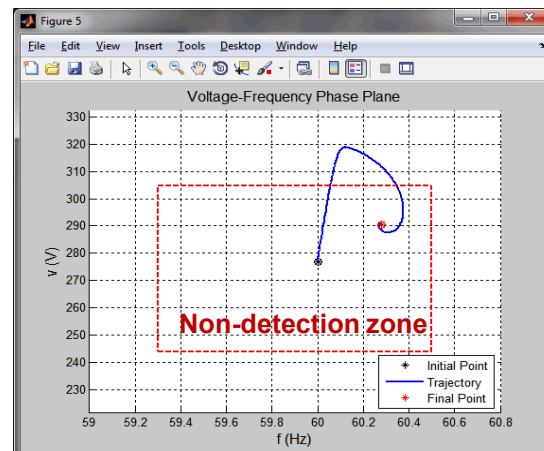 Figure 5
File Edit View Insert Tools Desktop Window Help
Voltage-Frequency Phase Plane
330
320
310
300
290
280
270
260
250
240
230
v (V)
Non-detection zone
Initial Point
Trajectory
Final Point
59 59.2 59.4 59.6 59.8 60 60.2 60.4 60.6 60.8
f (Hz)